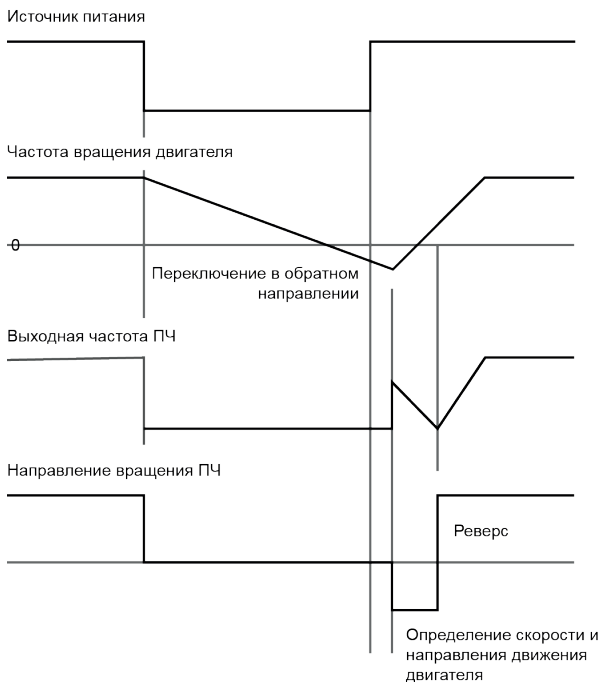 Источник питания
Частота вращения двигателя
0
Переключение в обратном
направлении
Выходная частота ПЧ
Направление вращения ПЧ
Реверс
Определение скорости и
направления движения
двигателя